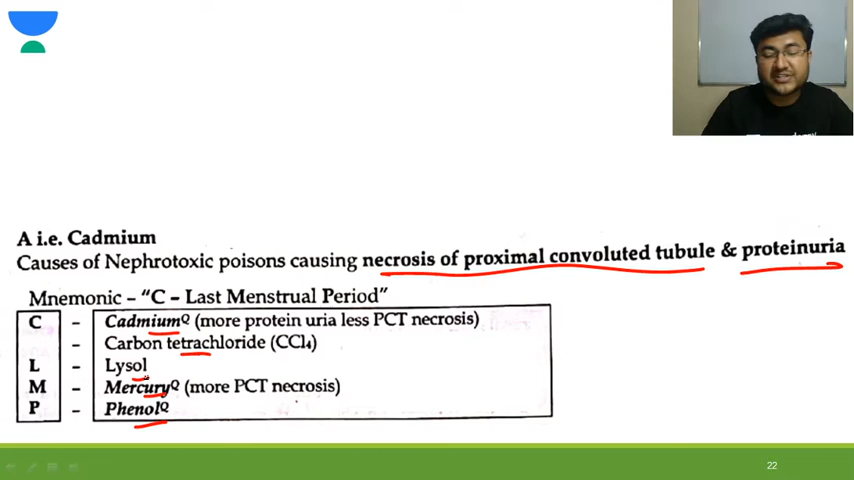 A i.e. Cadmium
Causes of Nephrotoxic poisons causing necrosis of proximal convoluted tubule & proteinuria
Mnemonic – "C – Last Menstrual Period"
C - CadmiumQ (more protein uria less PCT necrosis)
- Carbon tetrachloride (CCl₄)
L - Lysol
M - MercuryQ (more PCT necrosis)
P - PhenolQ
22